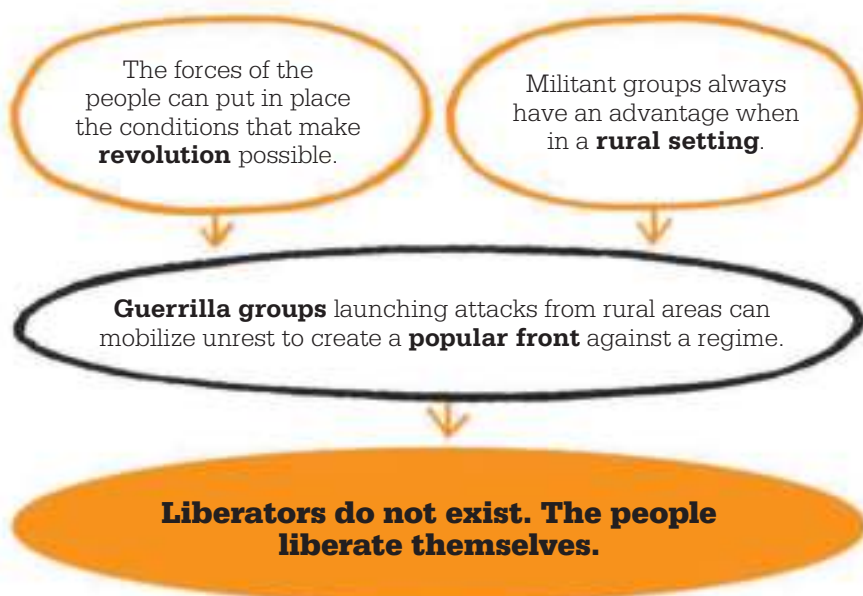 The forces of the
people can put in place
the conditions that make
revolution possible.
Militant groups always
have an advantage when
in a rural setting.
Guerrilla groups launching attacks from rural areas can
mobilize unrest to create a popular front against a regime.
Liberators do not exist. The people
liberate themselves.